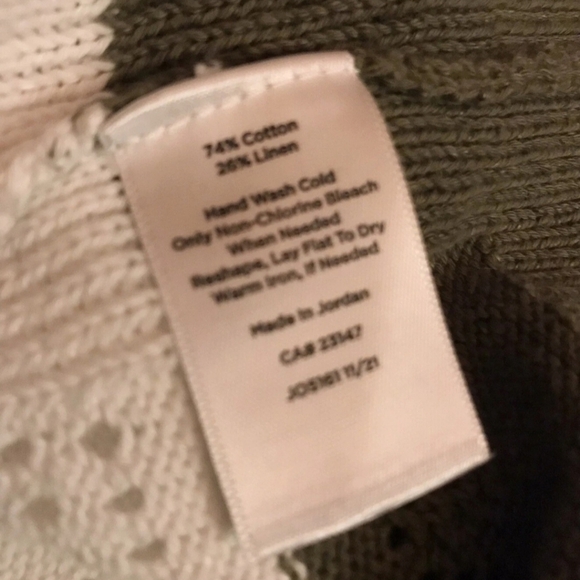 74% Cotton
26% Linen
Hand Wash Cold
Only Non-Chlorine Bleach
When Needed
Reshape, Lay Flat To Dry
Warm Iron, If Needed
Made In Jordan
CA# 23147
JOS161 11/21